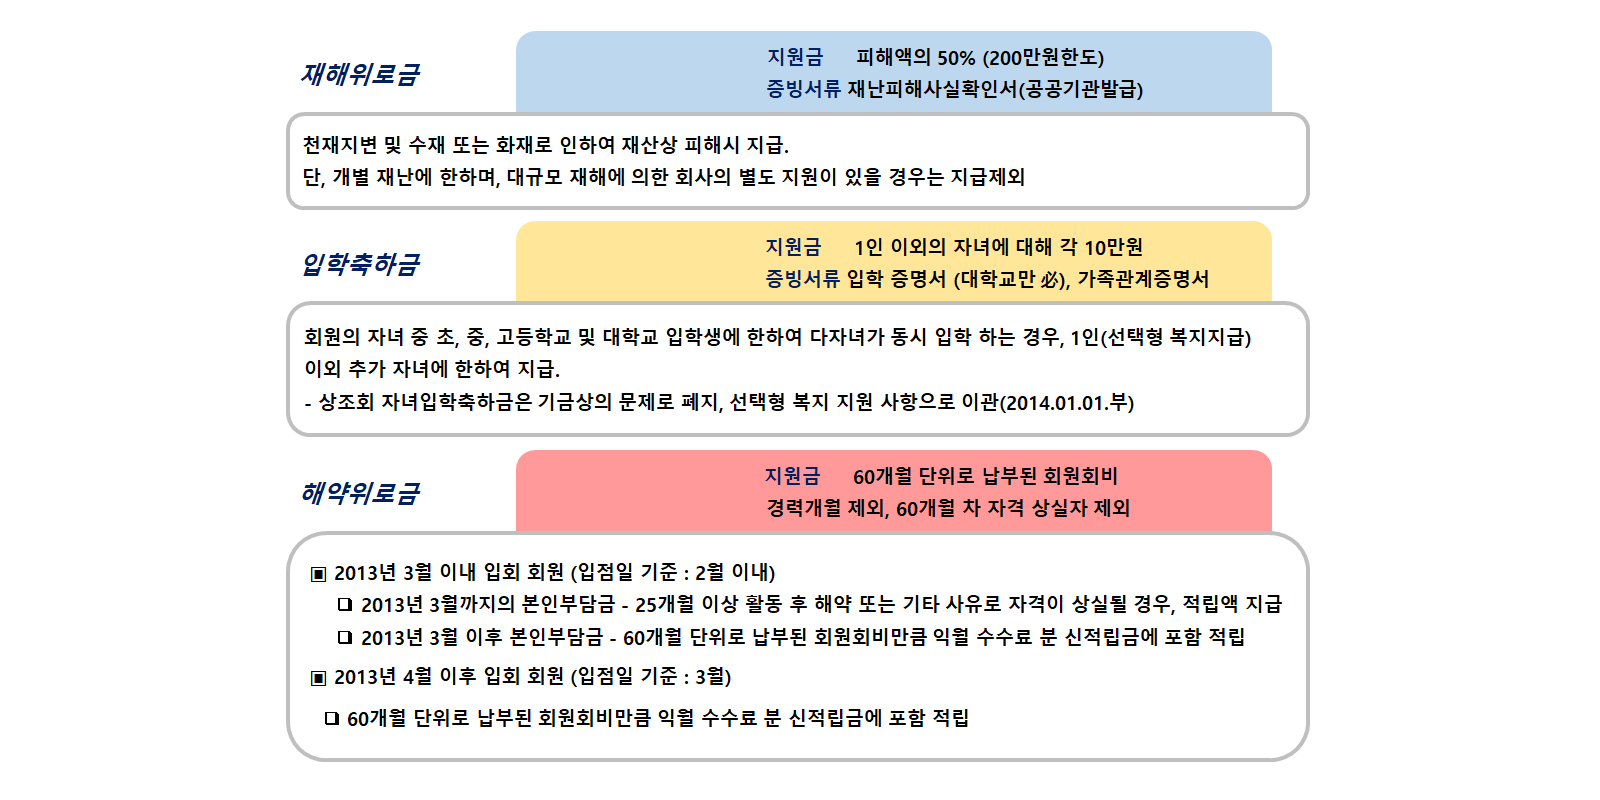 재해위로금
지원금 피해액의 50% (200만원한도)
증빙서류 재난피해사실확인서(공공기관발급)
천재지변 및 수재 또는 화재로 인하여 재산상 피해시 지급.
단, 개별 재난에 한하며, 대규모 재해에 의한 회사의 별도 지원이 있을 경우는 지급제외
입학축하금
지원금 1인 이외의 자녀에 대해 각 10만원
증빙서류 입학 증명서 (대학교만 必), 가족관계증명서
회원의 자녀 중 초, 중, 고등학교 및 대학교 입학생에 한하여 다자녀가 동시 입학 하는 경우, 1인(선택형 복지지급)
이외 추가 자녀에 한하여 지급.
- 상조회 자녀입학축하금은 기금상의 문제로 폐지, 선택형 복지 지원 사항으로 이관(2014.01.01.부)
해약위로금
지원금 60개월 단위로 납부된 회원회비
경력개월 제외, 60개월 차 자격 상실자 제외
▣ 2013년 3월 이내 입회 회원 (입점일 기준 : 2월 이내)
❑ 2013년 3월까지의 본인부담금 - 25개월 이상 활동 후 해약 또는 기타 사유로 자격이 상실될 경우, 적립액 지급
❑ 2013년 3월 이후 본인부담금 - 60개월 단위로 납부된 회원회비만큼 익월 수수료 분 신적립금에 포함 적립
▣ 2013년 4월 이후 입회 회원 (입점일 기준 : 3월)
❑ 60개월 단위로 납부된 회원회비만큼 익월 수수료 분 신적립금에 포함 적립